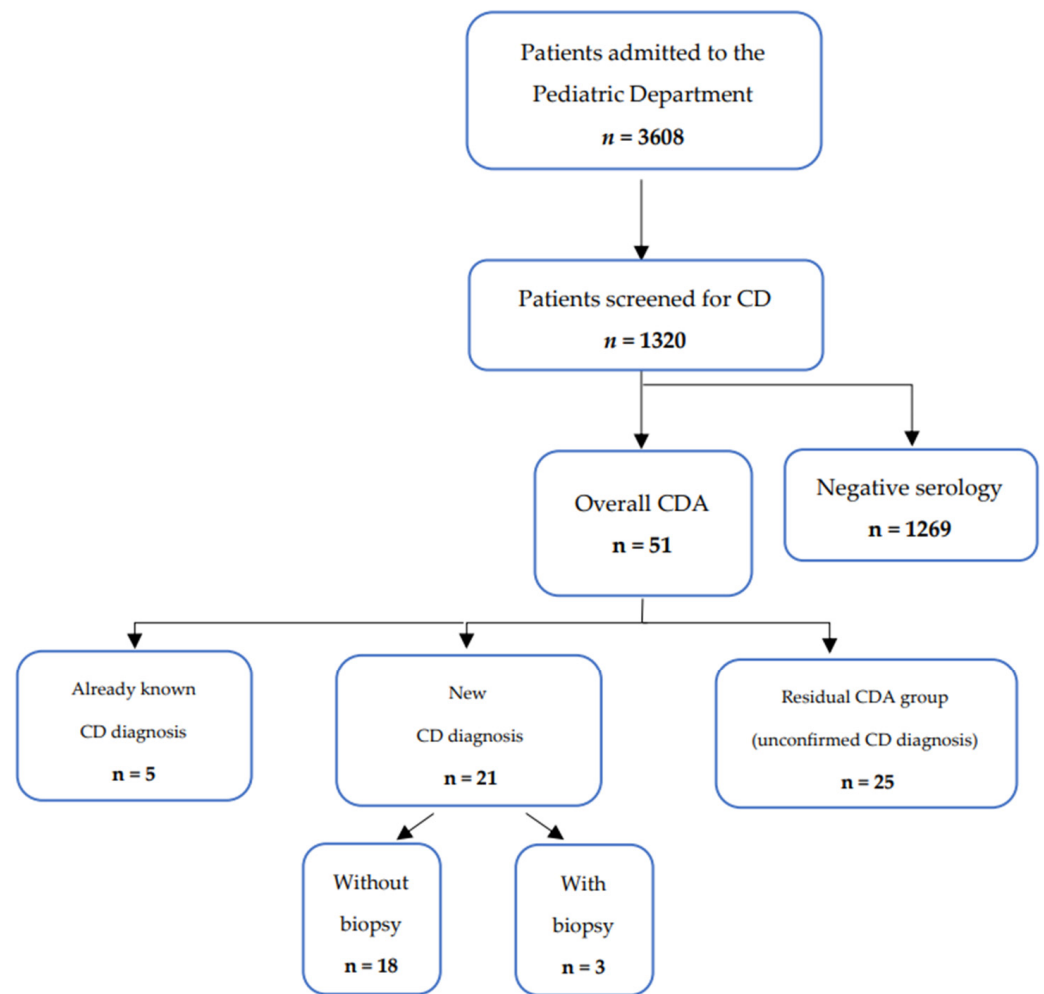 Patients admitted to the
Pediatric Department
n = 3608
Patients screened for CD
n = 1320
Overall CDA
n = 51
Negative serology
n = 1269
Already known
CD diagnosis
n = 5
New
CD diagnosis
n = 21
Residual CDA group
(unconfirmed CD diagnosis)
n = 25
Without
biopsy
n = 18
With
biopsy
n = 3